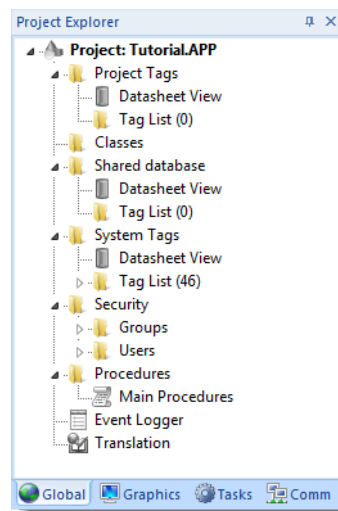 Project Explorer
Project: Tutorial.APP
Project Tags
Datasheet View
Tag List (0)
Classes
Shared database
Datasheet View
Tag List (0)
System Tags
Datasheet View
Tag List (46)
Security
Groups
Users
Procedures
Main Procedures
Event Logger
Translation
Global Graphics Tasks Comm